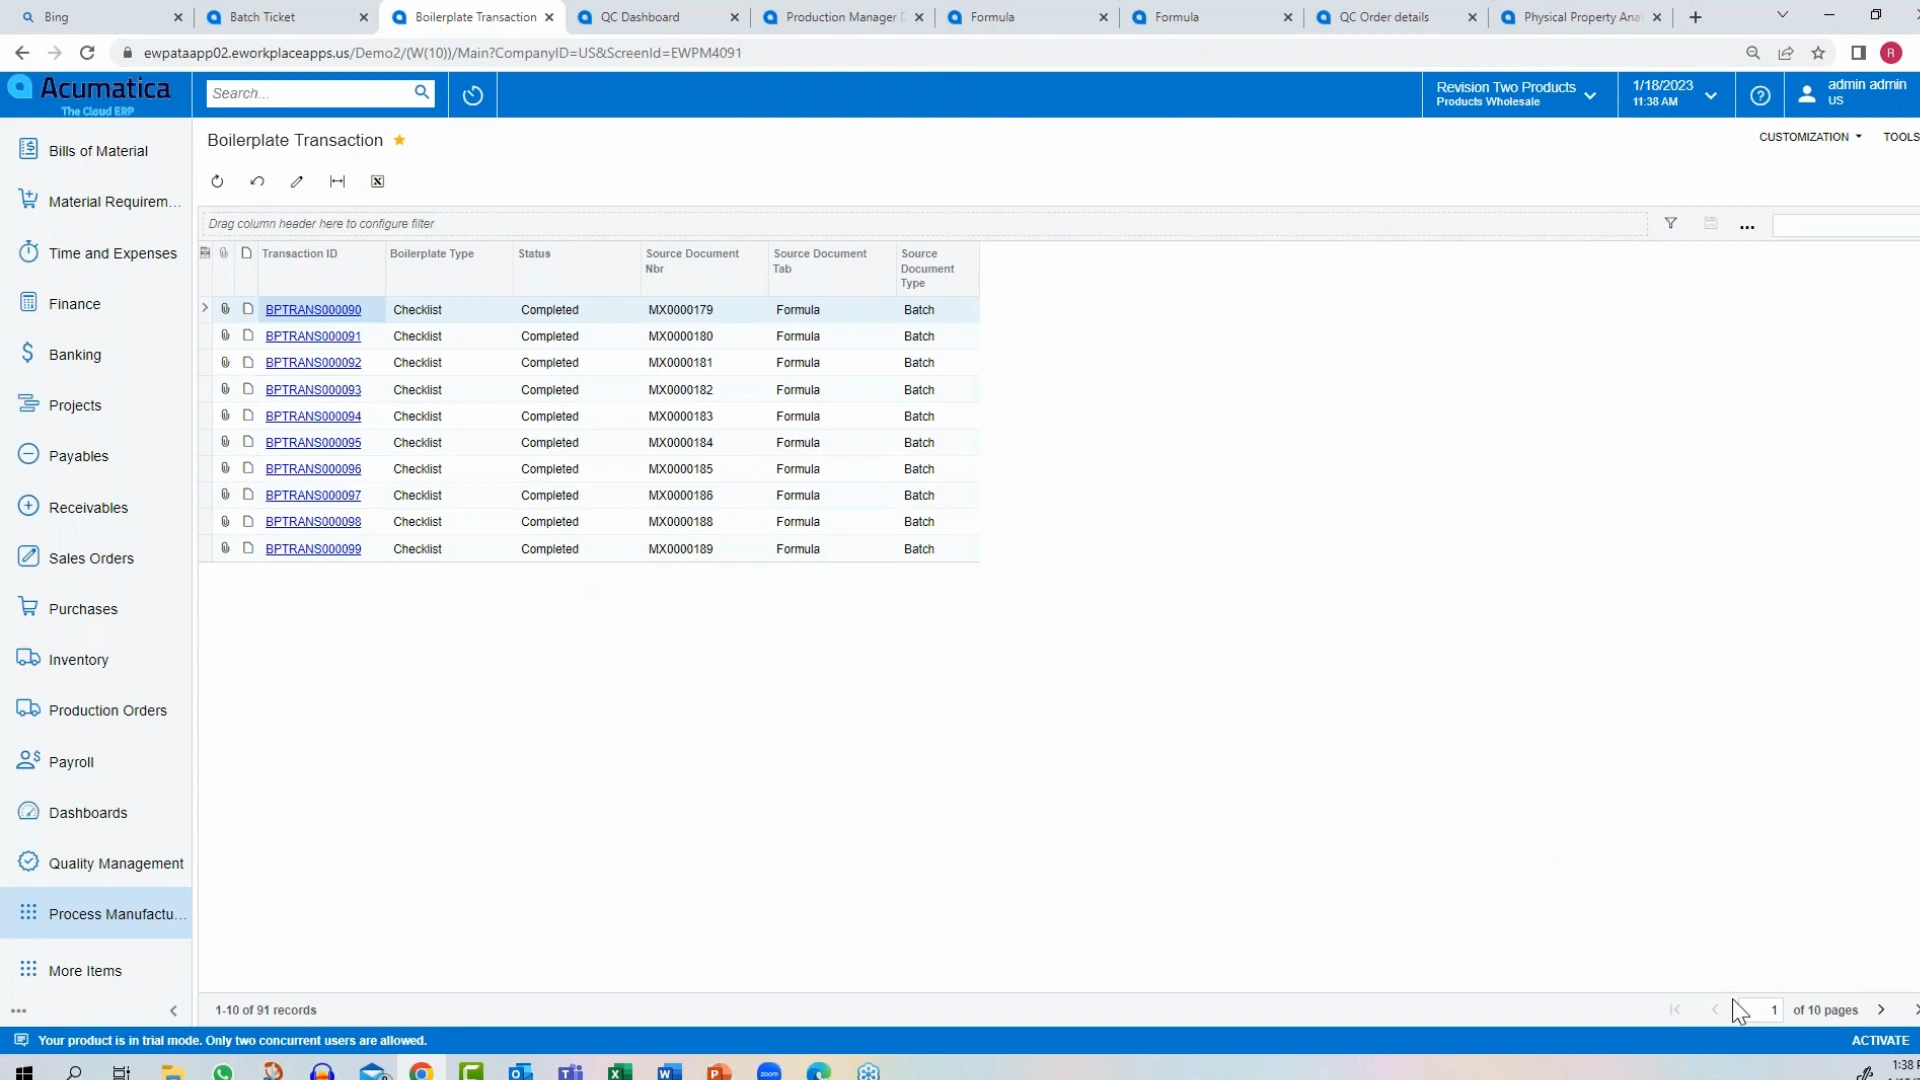 Bing
Batch Ticket
Boilerplate Transaction
QC Dashboard
Production Manager D
Formula
Formula
QC Order details
Physical Property Ana
ewpataapp02.eworkplaceapps.us/Demo2/(W(10))/Main?CompanyID=US&ScreenId=EWPM4091
R
Acumatica
The Cloud ERP
Search...
Revision Two Products
Products Wholesale
1/18/2023
11:38 AM
admin admin
US
Boilerplate Transaction
CUSTOMIZATION
TOOLS
Bills of Material
Material Requirem...
Time and Expenses
Finance
Banking
Projects
Payables
Receivables
Sales Orders
Purchases
Inventory
Production Orders
Payroll
Dashboards
Quality Management
Process Manufactu...
More Items
Drag column header here to configure filter
Transaction ID Boilerplate Type Status Source Document Nbr Source Document Tab Source Document Type
BPTRANS000090 Checklist Completed MX0000179 Formula Batch
BPTRANS000091 Checklist Completed MX0000180 Formula Batch
BPTRANS000092 Checklist Completed MX0000181 Formula Batch
BPTRANS000093 Checklist Completed MX0000182 Formula Batch
BPTRANS000094 Checklist Completed MX0000183 Formula Batch
BPTRANS000095 Checklist Completed MX0000184 Formula Batch
BPTRANS000096 Checklist Completed MX0000185 Formula Batch
BPTRANS000097 Checklist Completed MX0000186 Formula Batch
BPTRANS000098 Checklist Completed MX0000188 Formula Batch
BPTRANS000099 Checklist Completed MX0000189 Formula Batch
1-10 of 91 records
1 of 10 pages
Your product is in trial mode. Only two concurrent users are allowed.
ACTIVATE
zoom
1:38 P